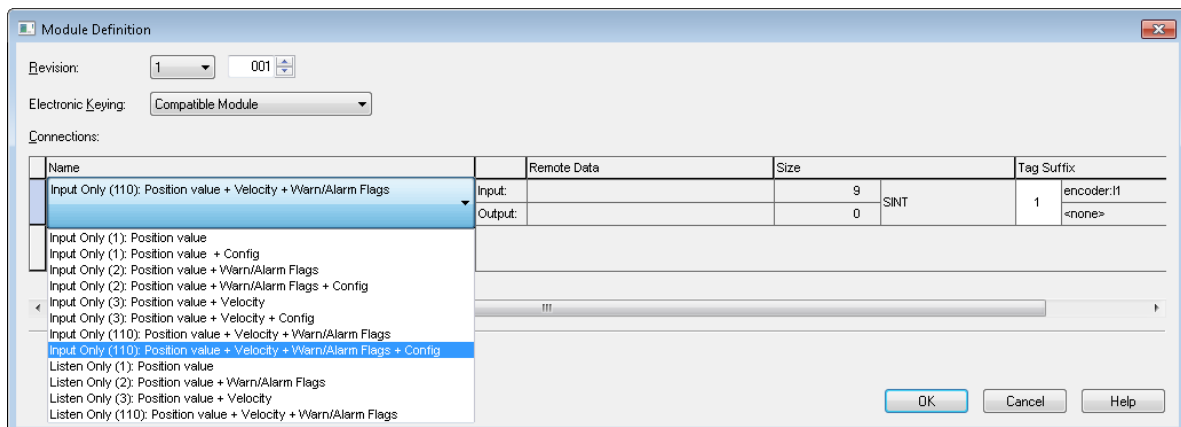 Module Definition
Revision: 1 001
Electronic Keying: Compatible Module
Connections:
Name Remote Data Size Tag Suffix
Input Only (110): Position value + Velocity + Warn/Alarm Flags Input: 9 SINT 1 encoder:I1
Output: 0 <none>
Input Only (1): Position value
Input Only (1): Position value + Config
Input Only (2): Position value + Warn/Alarm Flags
Input Only (2): Position value + Warn/Alarm Flags + Config
Input Only (3): Position value + Velocity
Input Only (3): Position value + Velocity + Config
Input Only (110): Position value + Velocity + Warn/Alarm Flags
Input Only (110): Position value + Velocity + Warn/Alarm Flags + Config
Listen Only (1): Position value
Listen Only (2): Position value + Warn/Alarm Flags
Listen Only (3): Position value + Velocity
Listen Only (110): Position value + Velocity + Warn/Alarm Flags
OK Cancel Help